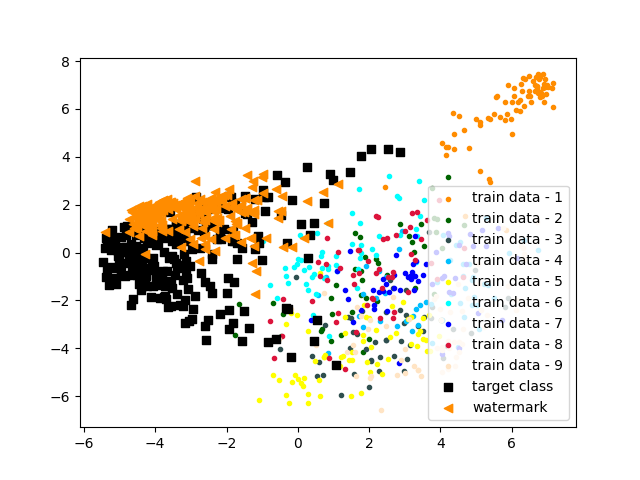 8
6
4
2
0
−2
−4
−6
−6
−4
−2
0
2
4
6
train data - 1
train data - 2
train data - 3
train data - 4
train data - 5
train data - 6
train data - 7
train data - 8
train data - 9
target class
watermark